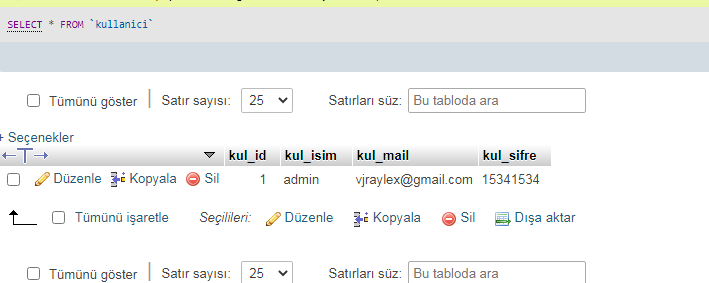 SELECT * FROM `kullanici`
Tümünü göster | Satır sayısı: 25 Satırları süz: Bu tabloda ara
+ Seçenekler
←T→ kul_id kul_isim kul_mail kul_sifre
Düzenle Kopyala Sil 1 admin vjraylex@gmail.com 15341534
Tümünü işaretle Seçilileri: Düzenle Kopyala Sil Dışa aktar
Tümünü göster | Satır sayısı: 25 Satırları süz: Bu tabloda ara